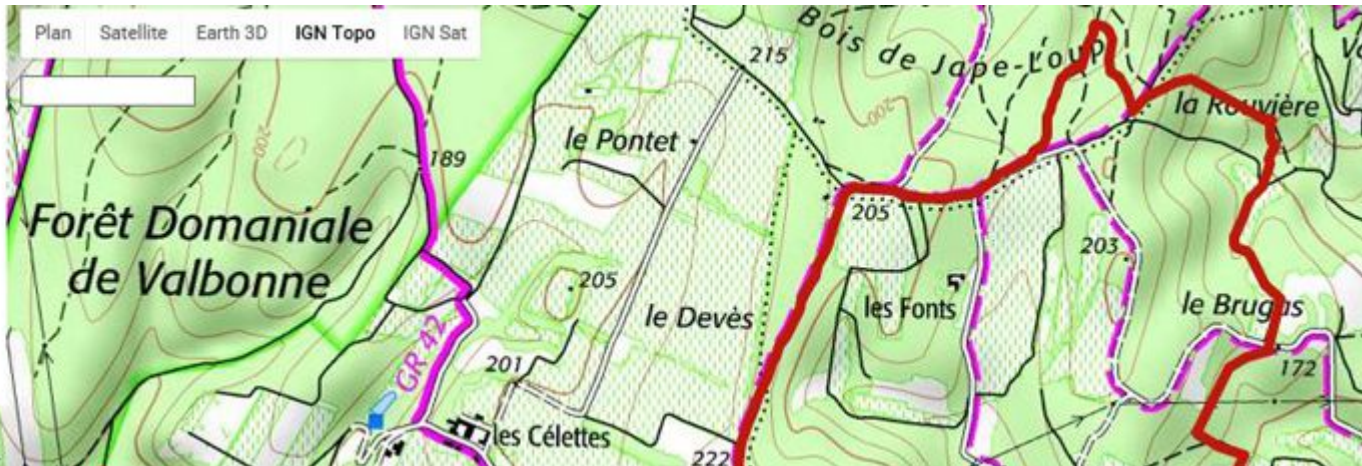 Plan Satellite Earth 3D IGN Topo IGN Sat
Bois de Jape-Loup
215
200
la Rouvière
200
le Pontet
189
Forêt Domaniale
de Valbonne
205
203
205
les Fonts
le Brugas
le Devès
GR 42
201
172
les Célettes
222